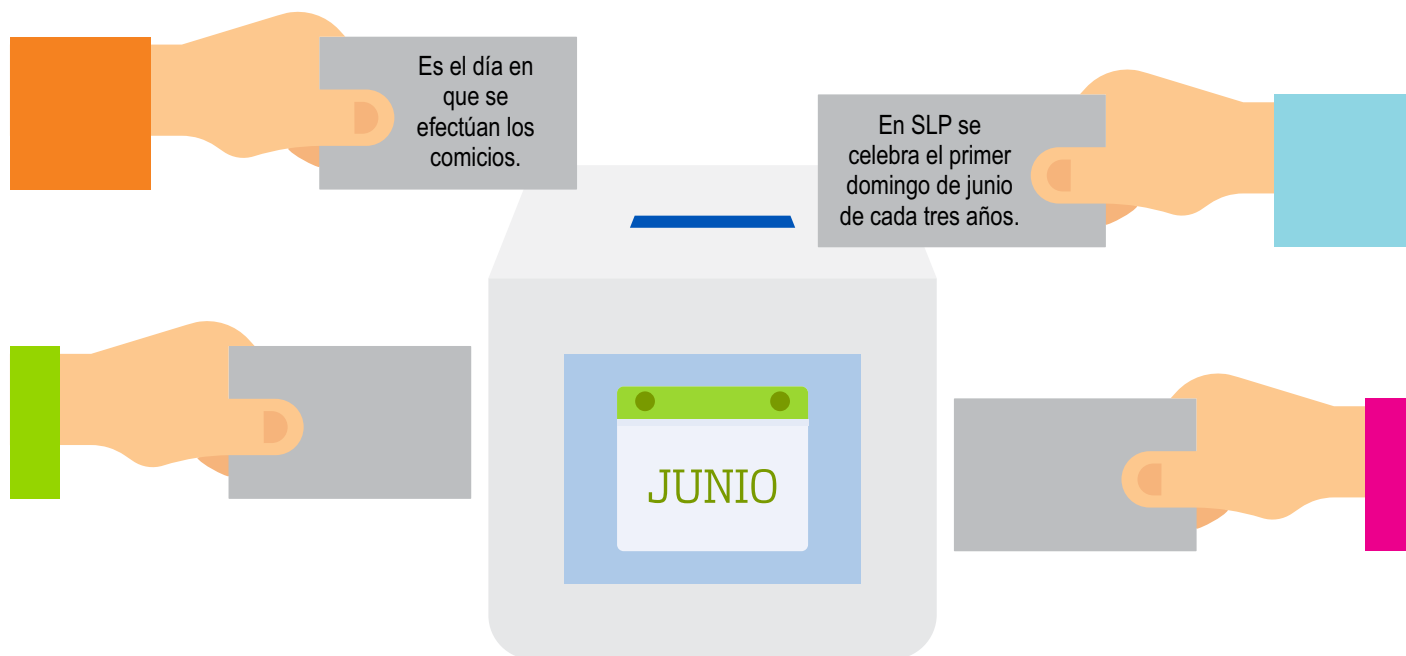 Es el día en
que se
efectúan los
comicios.
En SLP se
celebra el primer
domingo de junio
de cada tres años.
JUNIO